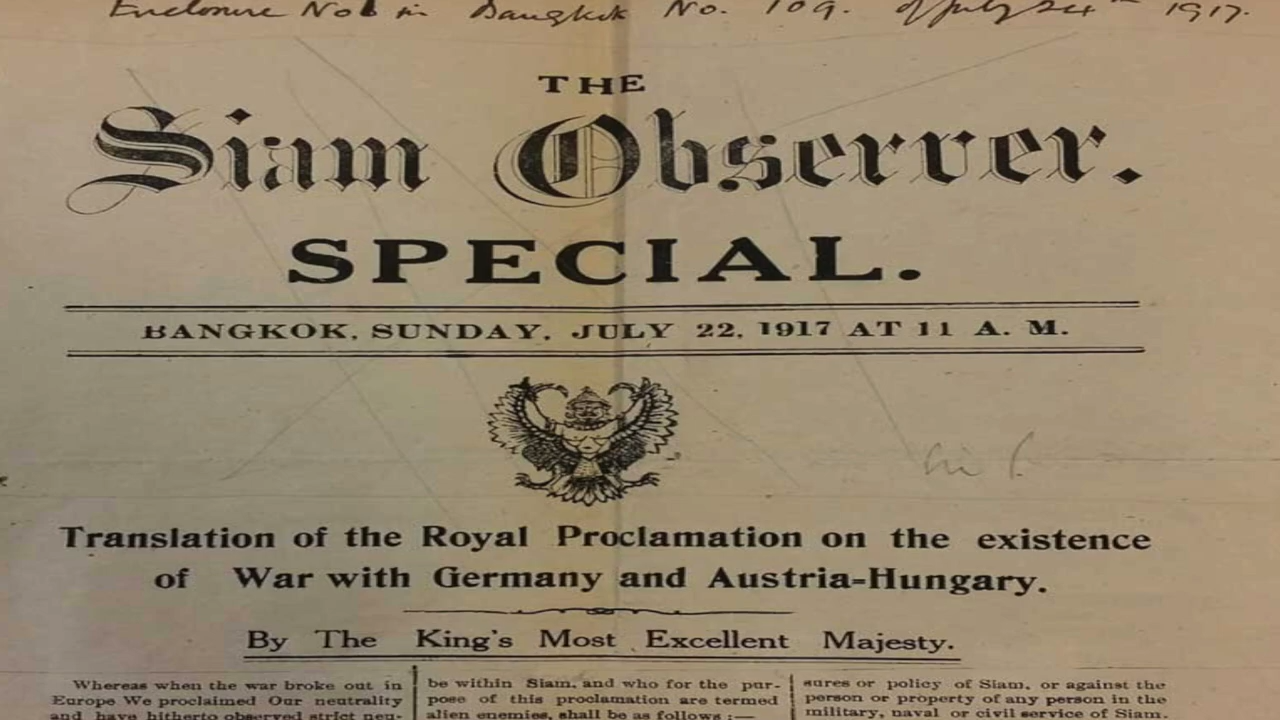 Enclosure No 1 in Bangkok No. 109. of July 24th 1917.
THE
Siam Observer.
SPECIAL.
BANGKOK, SUNDAY, JULY 22, 1917 AT 11 A. M.
Translation of the Royal Proclamation on the existence
of War with Germany and Austria-Hungary.
By The King's Most Excellent Majesty.
Whereas when the war broke out in
Europe We proclaimed Our neutrality
and have hitherto observed strict neu-
be within Siam, and who for the pur-
pose of this proclamation are termed
alien enemies, shall be as follows :—
sures or policy of Siam, or against the
person or property of any person in the
military, naval or civil service of Siam